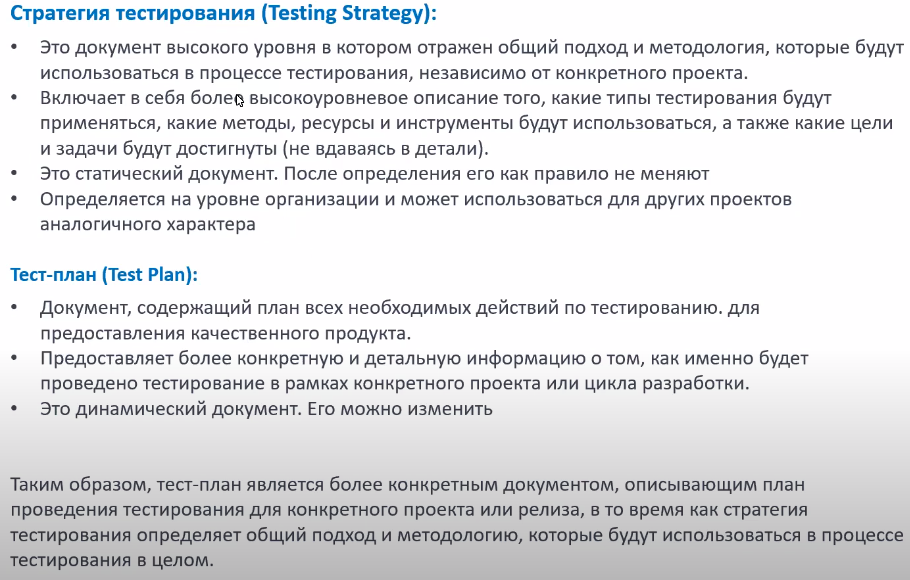 Стратегия тестирования (Testing Strategy):
• Это документ высокого уровня в котором отражен общий подход и методология, которые будут
использоваться в процессе тестирования, независимо от конкретного проекта.
• Включает в себя более высокоуровневое описание того, какие типы тестирования будут
применяться, какие методы, ресурсы и инструменты будут использоваться, а также какие цели
и задачи будут достигнуты (не вдаваясь в детали).
• Это статический документ. После определения его как правило не меняют
• Определяется на уровне организации и может использоваться для других проектов
аналогичного характера
Тест-план (Test Plan):
• Документ, содержащий план всех необходимых действий по тестированию. для
предоставления качественного продукта.
• Предоставляет более конкретную и детальную информацию о том, как именно будет
проведено тестирование в рамках конкретного проекта или цикла разработки.
• Это динамический документ. Его можно изменить
Таким образом, тест-план является более конкретным документом, описывающим план
проведения тестирования для конкретного проекта или релиза, в то время как стратегия
тестирования определяет общий подход и методологию, которые будут использоваться в процессе
тестирования в целом.